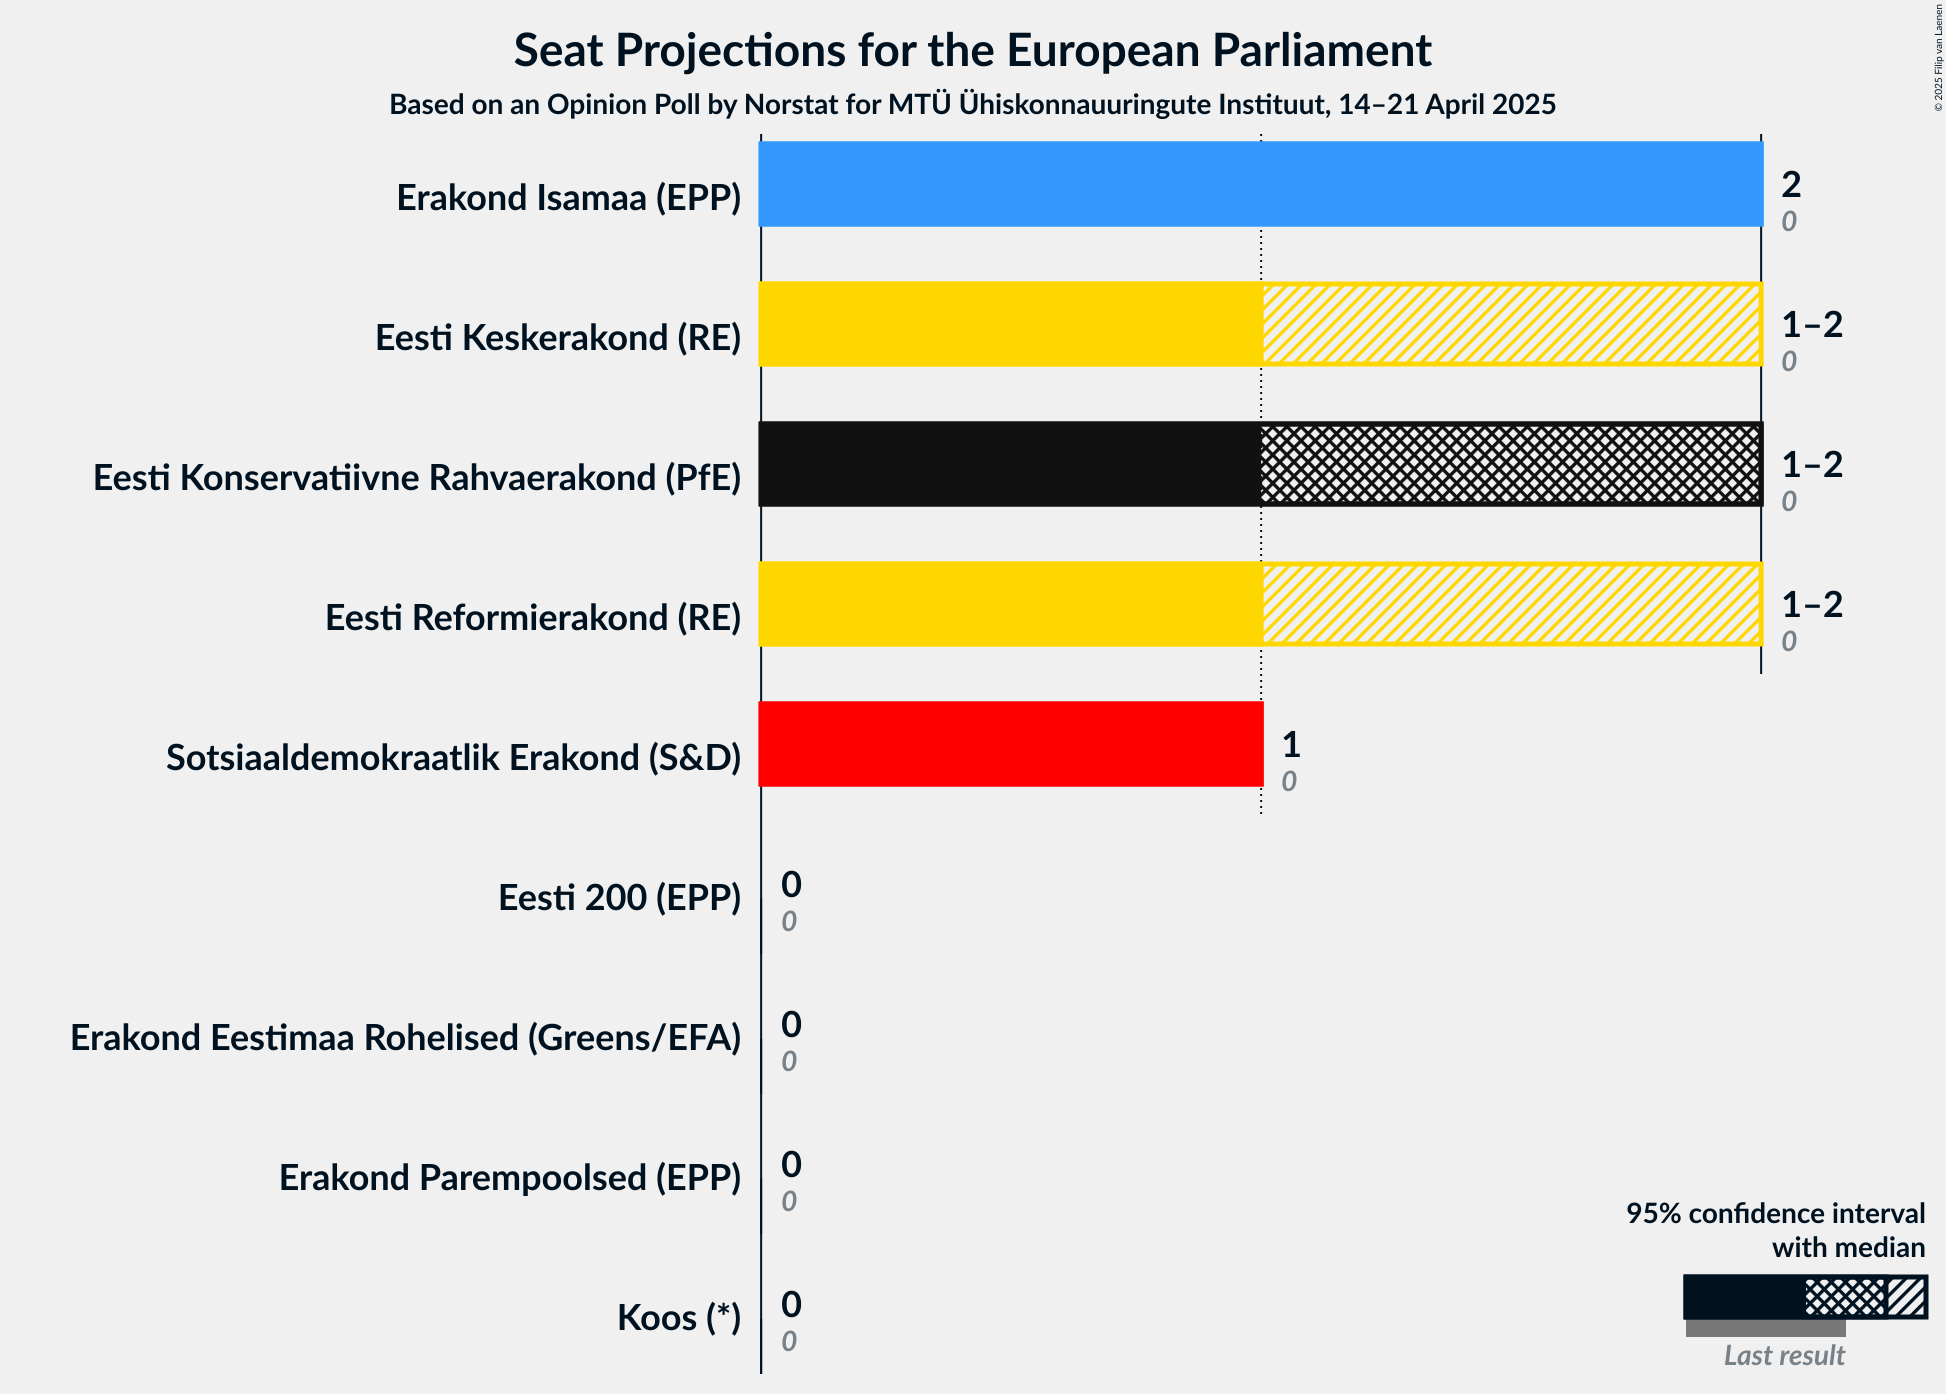 Seat Projections for the European Parliament
Based on an Opinion Poll by Norstat for MTÜ Ühiskonnauuringute Instituut, 14–21 April 2025
© 2025 Filip van Laenen
Erakond Isamaa (EPP)
2
0
Eesti Keskerakond (RE)
1–2
0
Eesti Konservatiivne Rahvaerakond (PfE)
1–2
0
Eesti Reformierakond (RE)
1–2
0
Sotsiaaldemokraatlik Erakond (S&D)
1
0
Eesti 200 (EPP)
0
0
Erakond Eestimaa Rohelised (Greens/EFA)
0
0
Erakond Parempoolsed (EPP)
0
0
Koos (*)
0
0
95% confidence interval
with median
Last result